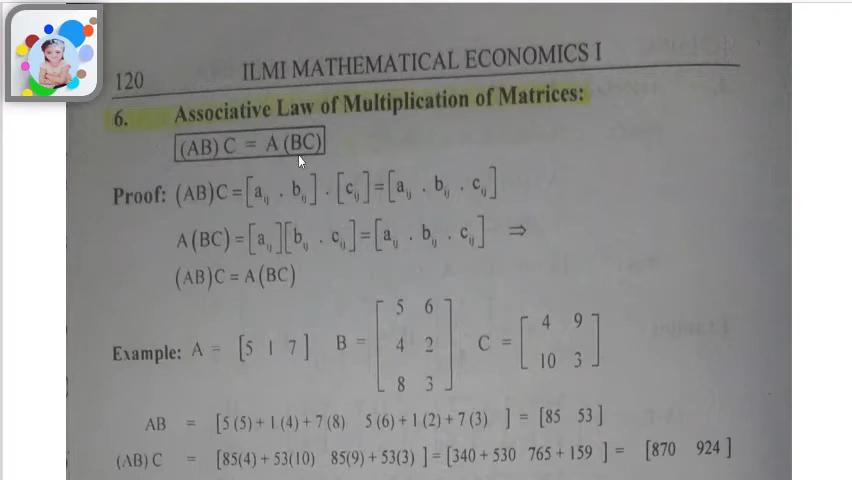 120 ILMI MATHEMATICAL ECONOMICS I
6. Associative Law of Multiplication of Matrices:
(AB) C = A (BC)
Proof: (AB)C = [aᵢⱼ . bᵢⱼ] . [cᵢⱼ] = [aᵢⱼ . bᵢⱼ . cᵢⱼ]
A(BC) = [aᵢⱼ][bᵢⱼ . cᵢⱼ] = [aᵢⱼ . bᵢⱼ . cᵢⱼ] ⇒
(AB)C = A(BC)
Example: A = [5 1 7] B = [5 6; 4 2; 8 3] C = [4 9; 10 3]
AB = [5 (5) + 1 (4) + 7 (8) 5 (6) + 1 (2) + 7 (3) ] = [85 53]
(AB) C = [85(4) + 53(10) 85(9) + 53(3) ] = [340 + 530 765 + 159 ] = [870 924]